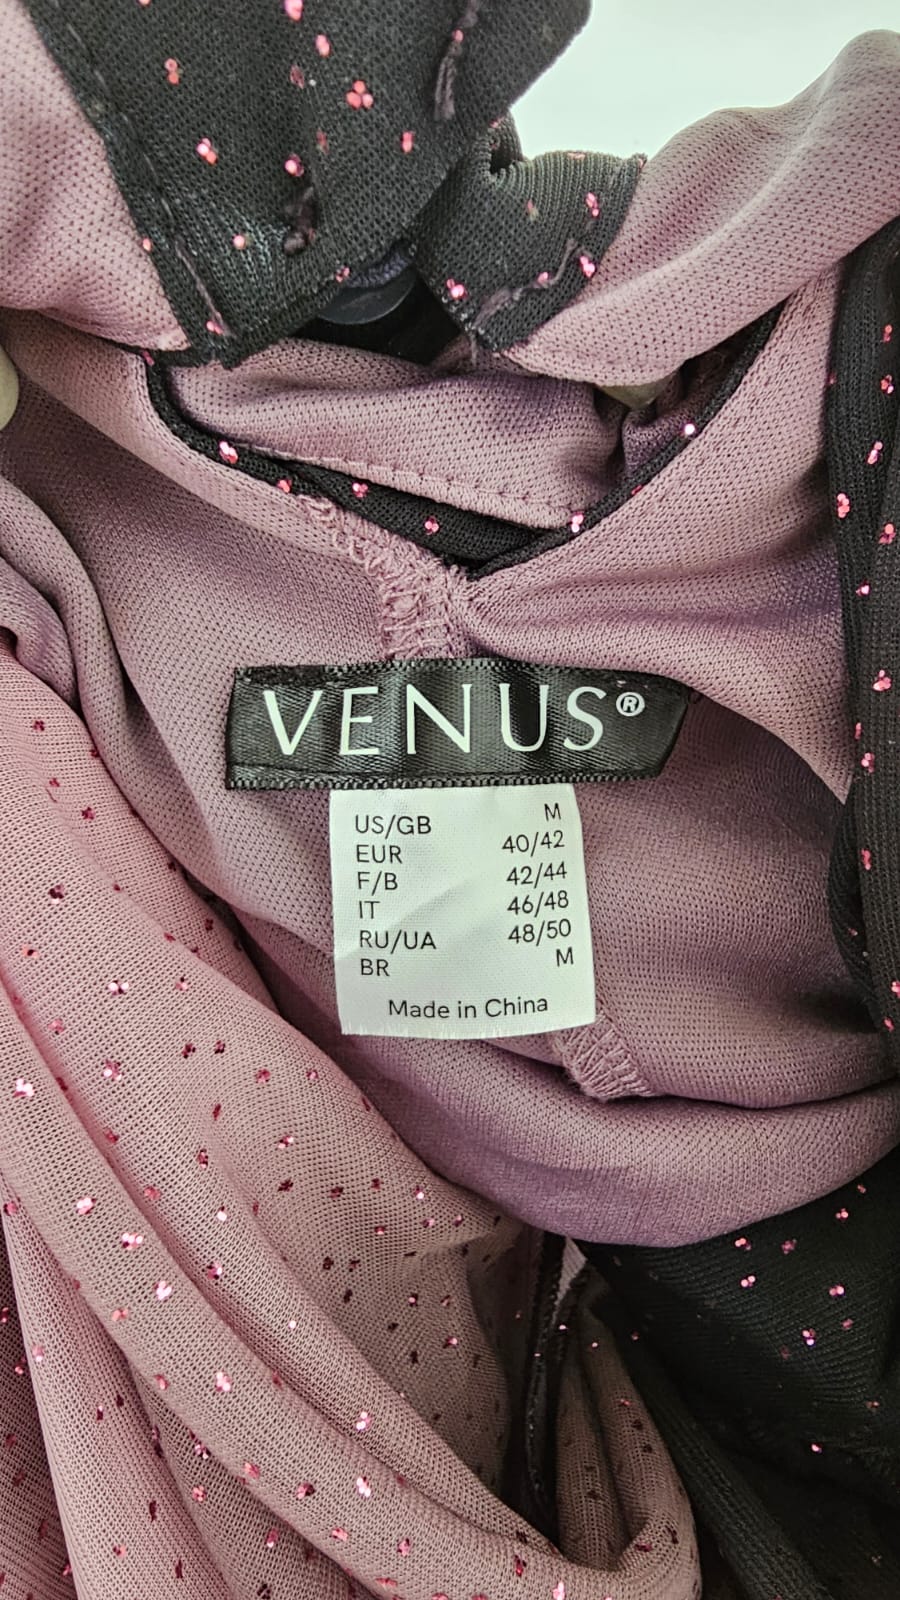 VENUS®
US/GB M
EUR 40/42
F/B 42/44
IT 46/48
RU/UA 48/50
BR M
Made in China